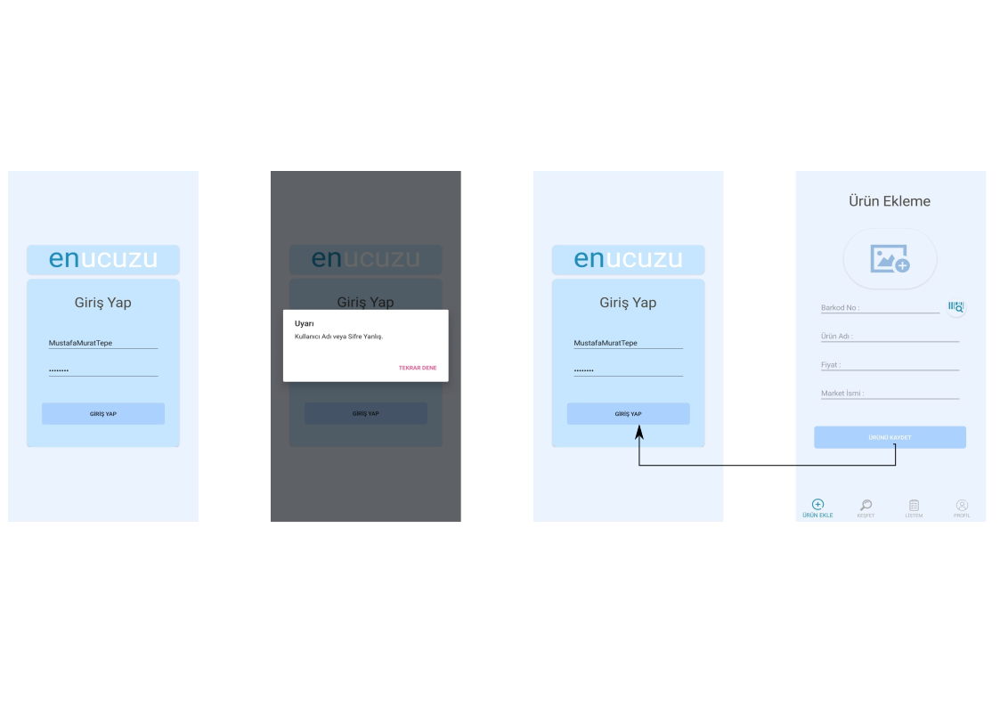 enucuzu
Giriş Yap
MustafaMuratTepe
••••••••
GİRİŞ YAP
enucuzu
Giriş Yap
Uyarı
Kullanıcı Adı veya Sifre Yanlış.
TEKRAR DENE
GİRİŞ YAP
enucuzu
Giriş Yap
MustafaMuratTepe
••••••••
GİRİŞ YAP
Ürün Ekleme
Barkod No :
Ürün Adı :
Fiyat :
Market İsmi :
ÜRÜNÜ KAYDET
ÜRÜN EKLE KEŞFET LİSTEM PROFİL